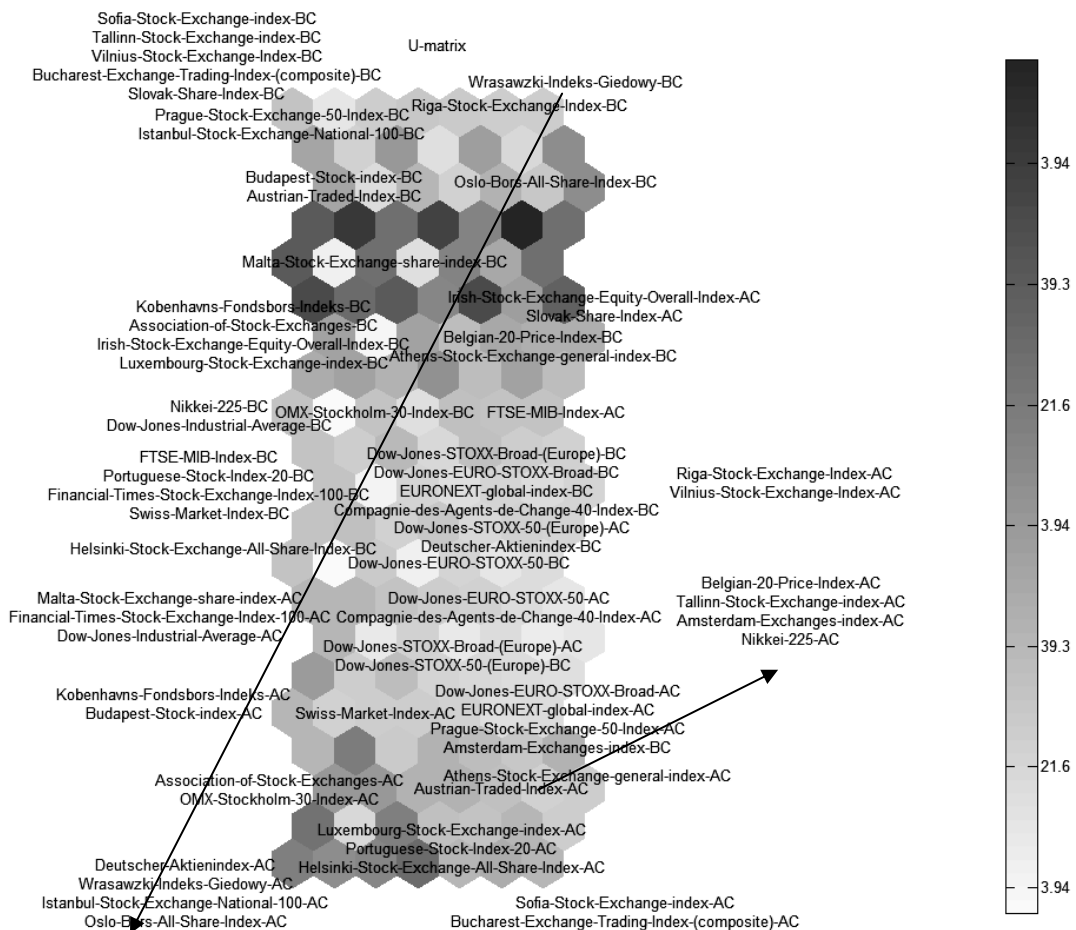 Sofia-Stock-Exchange-index-BC
Tallinn-Stock-Exchange-index-BC
U-matrix
Vilnius-Stock-Exchange-Index-BC
Bucharest-Exchange-Trading-Index-(composite)-BC
Wrasawzki-Indeks-Giedowy-BC
Slovak-Share-Index-BC
Riga-Stock-Exchange-Index-BC
Prague-Stock-Exchange-50-Index-BC
Istanbul-Stock-Exchange-National-100-BC
3.94
Budapest-Stock-index-BC
Oslo-Bors-All-Share-Index-BC
Austrian-Traded-Index-BC
Malta-Stock-Exchange-share-index-BC
39.3
Irish-Stock-Exchange-Equity-Overall-Index-AC
Kobenhavns-Fondsbors-Indeks-BC
Slovak-Share-Index-AC
Association-of-Stock-Exchanges-BC
Belgian-20-Price-Index-BC
Irish-Stock-Exchange-Equity-Overall-Index-BC
Athens-Stock-Exchange-general-index-BC
Luxembourg-Stock-Exchange-index-BC
21.6
Nikkei-225-BC
OMX-Stockholm-30-Index-BC
FTSE-MIB-Index-AC
Dow-Jones-Industrial-Average-BC
Dow-Jones-STOXX-Broad-(Europe)-BC
FTSE-MIB-Index-BC
Dow-Jones-EURO-STOXX-Broad-BC
Riga-Stock-Exchange-Index-AC
Portuguese-Stock-Index-20-BC
EURONEXT-global-index-BC
Vilnius-Stock-Exchange-Index-AC
Financial-Times-Stock-Exchange-Index-100-BC
Compagnie-des-Agents-de-Change-40-Index-BC
Swiss-Market-Index-BC
Dow-Jones-STOXX-50-(Europe)-AC
3.94
Helsinki-Stock-Exchange-All-Share-Index-BC
Deutscher-Aktienindex-BC
Dow-Jones-EURO-STOXX-50-BC
Belgian-20-Price-Index-AC
Malta-Stock-Exchange-share-index-AC
Dow-Jones-EURO-STOXX-50-AC
Tallinn-Stock-Exchange-index-AC
Financial-Times-Stock-Exchange-Index-100-AC
Compagnie-des-Agents-de-Change-40-Index-AC
Amsterdam-Exchanges-index-AC
Dow-Jones-Industrial-Average-AC
Nikkei-225-AC
Dow-Jones-STOXX-Broad-(Europe)-AC
39.3
Dow-Jones-STOXX-50-(Europe)-BC
Kobenhavns-Fondsbors-Indeks-AC
Dow-Jones-EURO-STOXX-Broad-AC
Budapest-Stock-index-AC
Swiss-Market-Index-AC
EURONEXT-global-index-AC
Prague-Stock-Exchange-50-Index-AC
Amsterdam-Exchanges-index-BC
21.6
Association-of-Stock-Exchanges-AC
Athens-Stock-Exchange-general-index-AC
Austrian-Traded-Index-AC
OMX-Stockholm-30-Index-AC
Luxembourg-Stock-Exchange-index-AC
Portuguese-Stock-Index-20-AC
Deutscher-Aktienindex-AC
Helsinki-Stock-Exchange-All-Share-Index-AC
Wrasawzki-Indeks-Giedowy-AC
3.94
Istanbul-Stock-Exchange-National-100-AC
Sofia-Stock-Exchange-index-AC
Oslo-Bors-All-Share-Index-AC
Bucharest-Exchange-Trading-Index-(composite)-AC